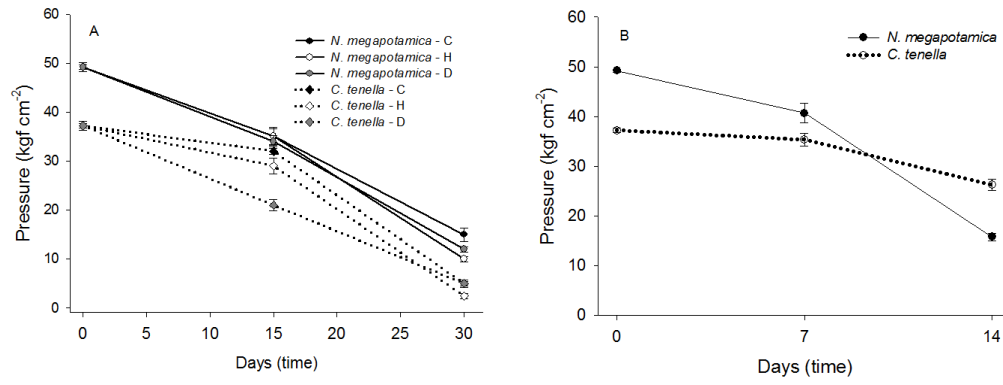 A
Pressure (kgf cm⁻²)
60
50
40
30
20
10
0
N. megapotamica - C
N. megapotamica - H
N. megapotamica - D
C. tenella - C
C. tenella - H
C. tenella - D
0 5 10 15 20 25 30
Days (time)
B
Pressure (kgf cm⁻²)
60
50
40
30
20
10
0
N. megapotamica
C. tenella
0 7 14
Days (time)